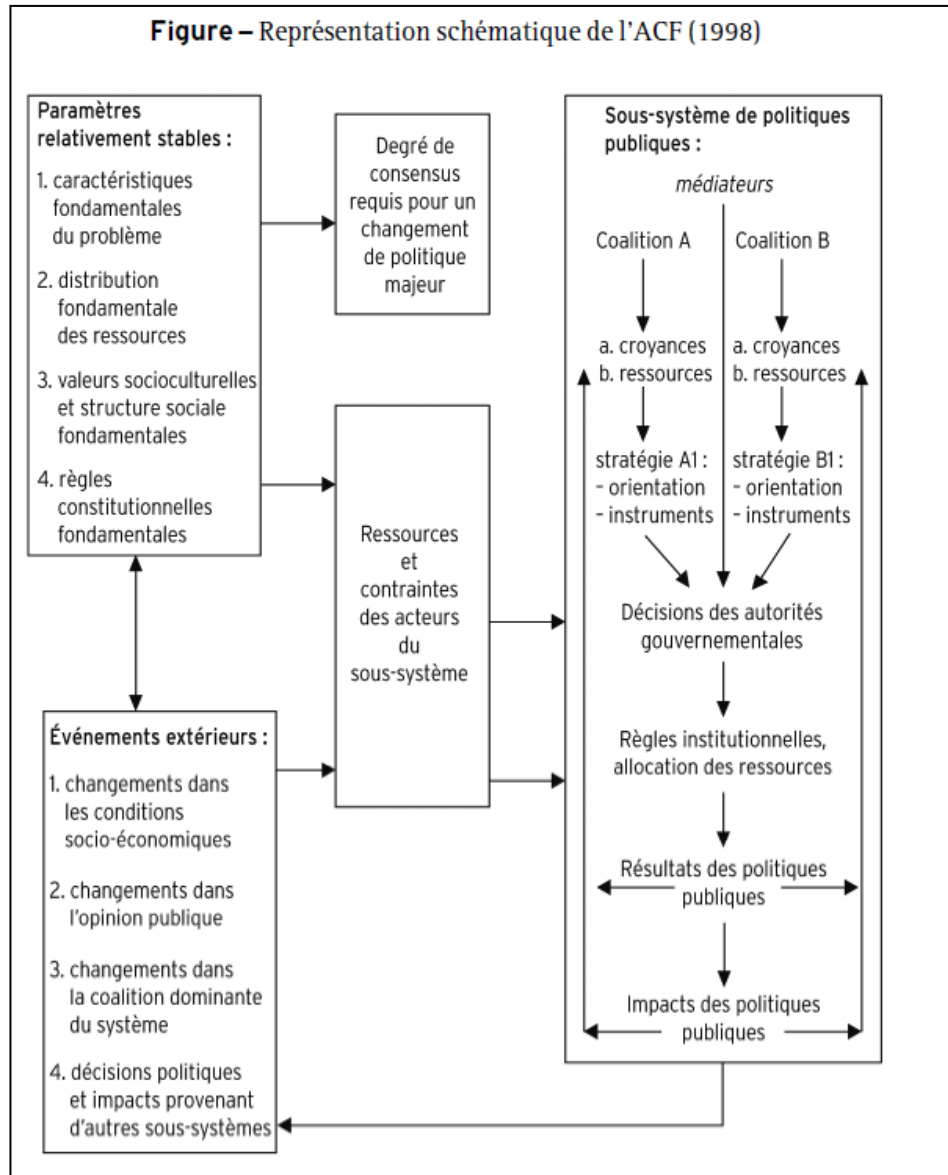 Figure – Représentation schématique de l'ACF (1998)
Paramètres
relativement stables :
1. caractéristiques
fondamentales
du problème
2. distribution
fondamentale
des ressources
3. valeurs socioculturelles
et structure sociale
fondamentales
4. règles
constitutionnelles
fondamentales
Degré de
consensus
requis pour un
changement
de politique
majeur
Événements extérieurs :
1. changements dans
les conditions
socio-économiques
2. changements dans
l'opinion publique
3. changements dans
la coalition dominante
du système
4. décisions politiques
et impacts provenant
d'autres sous-systèmes
Ressources
et
contraintes
des acteurs
du
sous-système
Sous-système de politiques
publiques :
médiateurs
Coalition A
Coalition B
a. croyances
b. ressources
a. croyances
b. ressources
stratégie A1 :
- orientation
- instruments
stratégie B1 :
- orientation
- instruments
Décisions des autorités
gouvernementales
Règles institutionnelles,
allocation des ressources
Résultats des politiques
publiques
Impacts des politiques
publiques